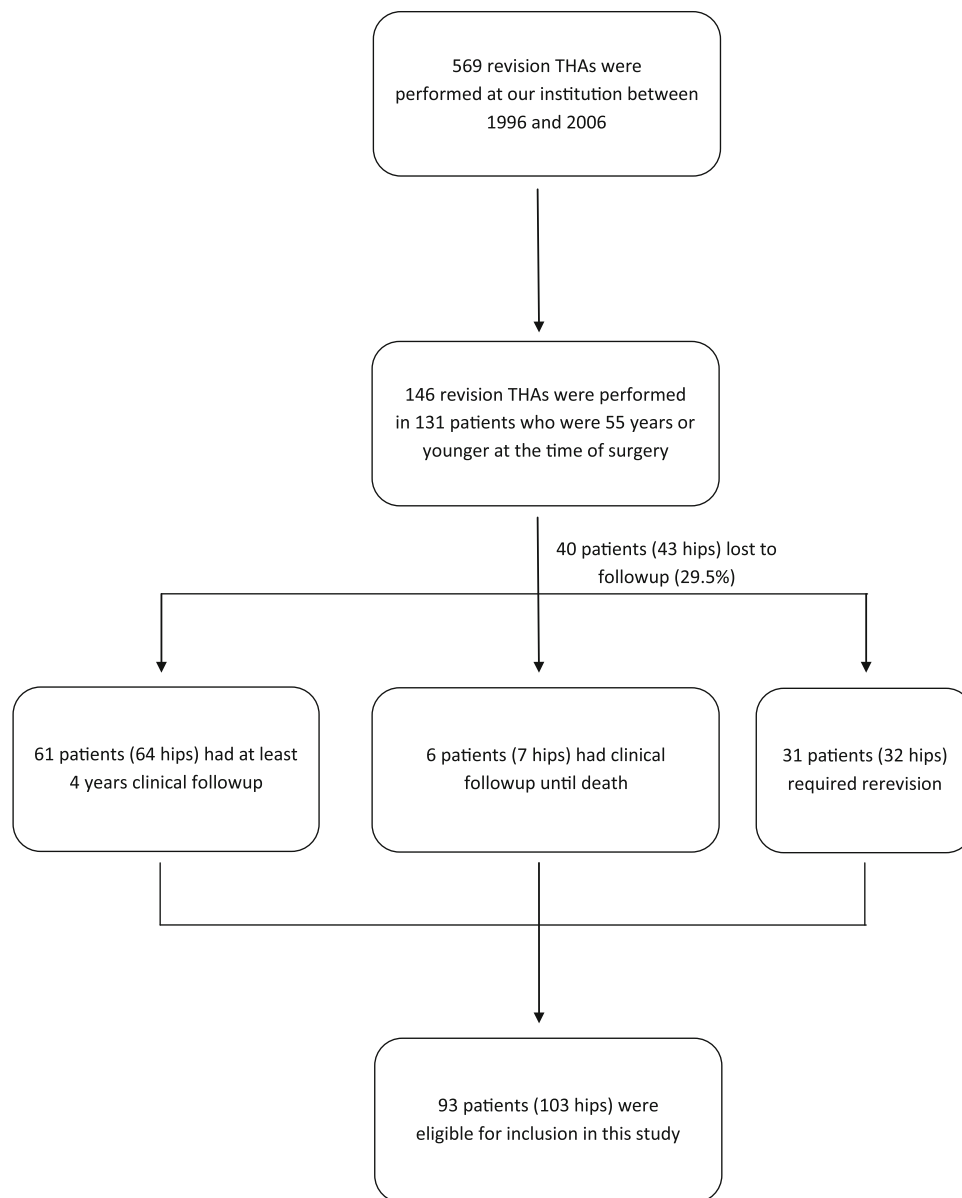 569 revision THAs were
performed at our institution between
1996 and 2006
146 revision THAs were performed
in 131 patients who were 55 years or
younger at the time of surgery
40 patients (43 hips) lost to
followup (29.5%)
61 patients (64 hips) had at least
4 years clinical followup
6 patients (7 hips) had clinical
followup until death
31 patients (32 hips)
required rerevision
93 patients (103 hips) were
eligible for inclusion in this study